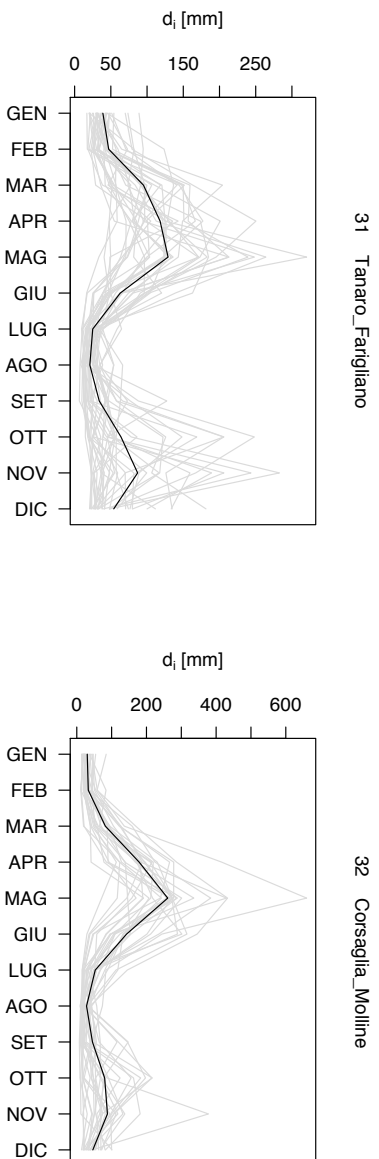 31 Tanaro_Farigliano
d_i [mm]
0 50 150 250
GEN
FEB
MAR
APR
MAG
GIU
LUG
AGO
SET
OTT
NOV
DIC
32 Corsaglia_Molline
d_i [mm]
0 200 400 600
GEN
FEB
MAR
APR
MAG
GIU
LUG
AGO
SET
OTT
NOV
DIC